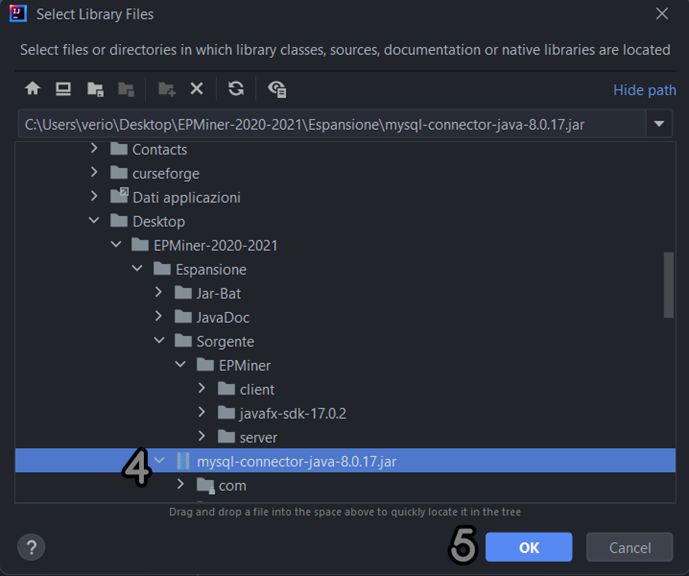 Select Library Files
Select files or directories in which library classes, sources, documentation or native libraries are located
Hide path
C:\Users\verio\Desktop\EPMiner-2020-2021\Espansione\mysql-connector-java-8.0.17.jar
Contacts
curseforge
Dati applicazioni
Desktop
EPMiner-2020-2021
Espansione
Jar-Bat
JavaDoc
Sorgente
EPMiner
client
javafx-sdk-17.0.2
server
4 mysql-connector-java-8.0.17.jar
com
Drag and drop a file into the space above to quickly locate it in the tree
? 5 OK Cancel